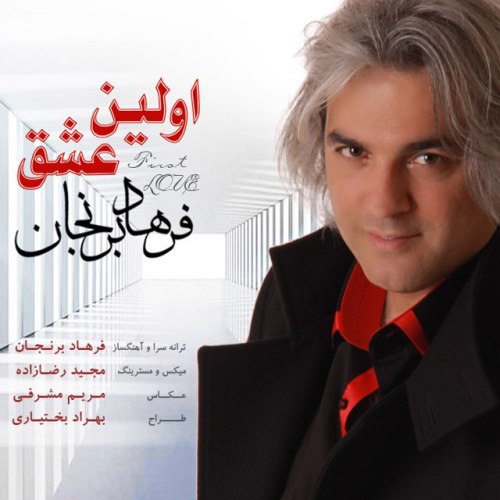 اولین
عشق
First
LOVE
فرهاد برنجان
ترانه سرا و آهنگساز فرهاد برنجان
میکس و مسترینگ مجید رضازاده
عکاس مریم مشرفی
طراح بهراد بختیاری